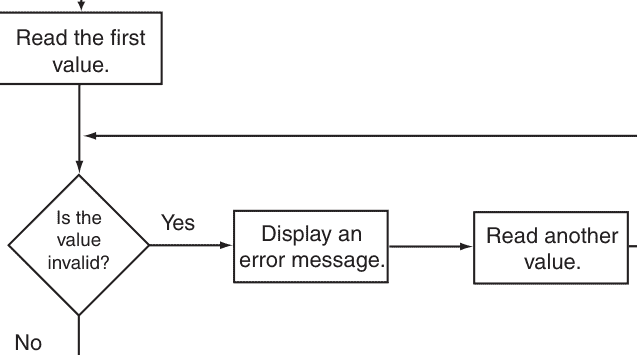 Read the first
value.
Is the
value
invalid?
Yes
Display an
error message.
Read another
value.
No